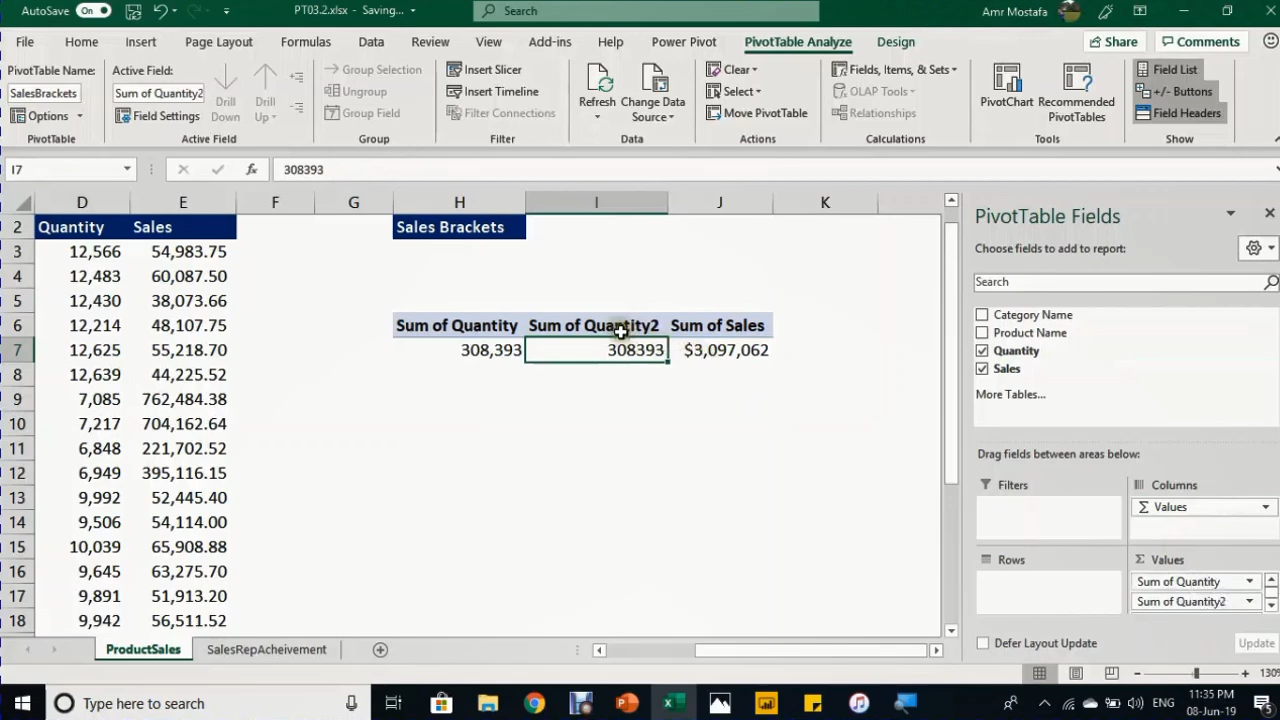 AutoSave On PT03.2.xlsx - Saving... Search Amr Mostafa
File Home Insert Page Layout Formulas Data Review View Add-ins Help Power Pivot PivotTable Analyze Design Share Comments
PivotTable Name: Active Field: Group Selection Insert Slicer Clear Fields, Items, & Sets Field List
SalesBrackets Sum of Quantity2 Ungroup Insert Timeline Select OLAP Tools +/- Buttons
Options Field Settings Drill Down Drill Up Group Field Filter Connections Refresh Change Data Source Move PivotTable Relationships PivotChart Recommended PivotTables Field Headers
PivotTable Active Field Group Filter Data Actions Calculations Tools Show
I7 fx 308393
D E F G H I J K
2 Quantity Sales Sales Brackets
3 12,566 54,983.75
4 12,483 60,087.50
5 12,430 38,073.66
6 12,214 48,107.75 Sum of Quantity Sum of Quantity2 Sum of Sales
7 12,625 55,218.70 308,393 308393 $3,097,062
8 12,639 44,225.52
9 7,085 762,484.38
10 7,217 704,162.64
11 6,848 221,702.52
12 6,949 395,116.15
13 9,992 52,445.40
14 9,506 54,114.00
15 10,039 65,908.88
16 9,645 63,275.70
17 9,891 51,913.20
18 9,942 56,511.52
PivotTable Fields
Choose fields to add to report:
Search
Category Name
Product Name
Quantity
Sales
More Tables...
Drag fields between areas below:
Filters Columns
Σ Values
Rows Σ Values
Sum of Quantity
Sum of Quantity2
Defer Layout Update Update
ProductSales SalesRepAcheivement
130%
Type here to search ENG 11:35 PM
08-Jun-19 5